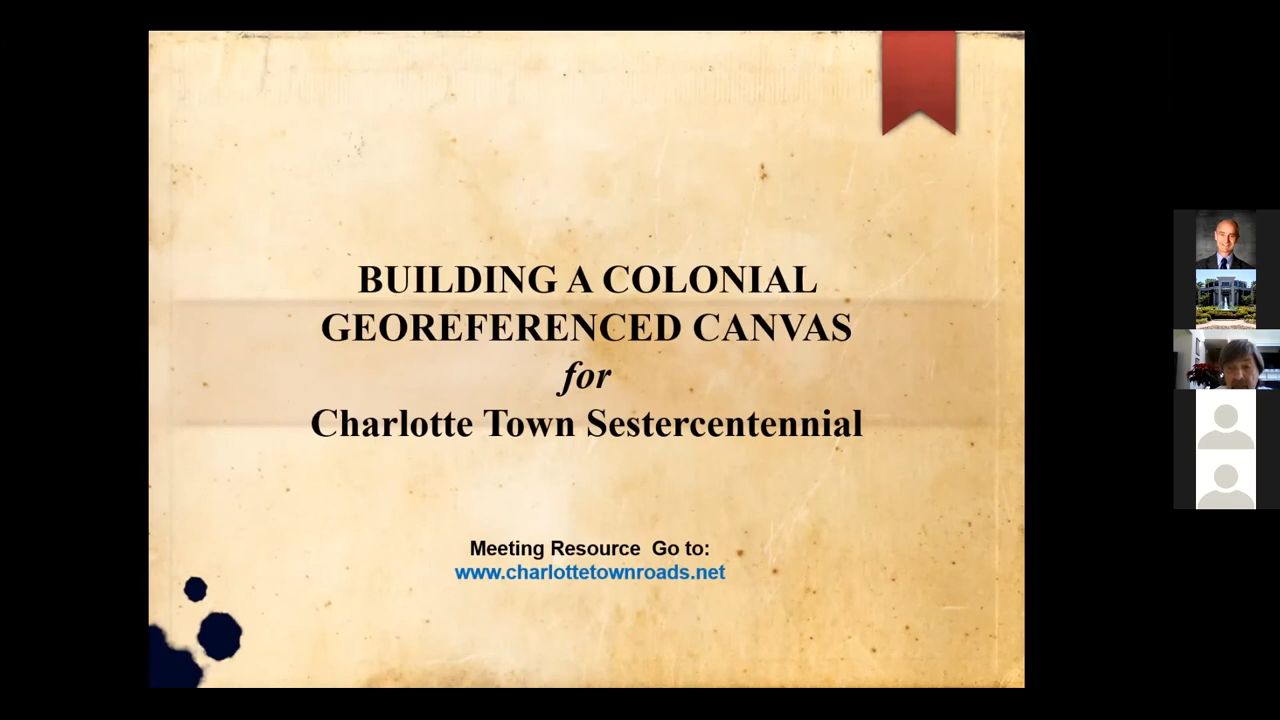 BUILDING A COLONIAL
GEOREFERENCED CANVAS
for
Charlotte Town Sestercentennial
Meeting Resource  Go to:
www.charlottetownroads.net